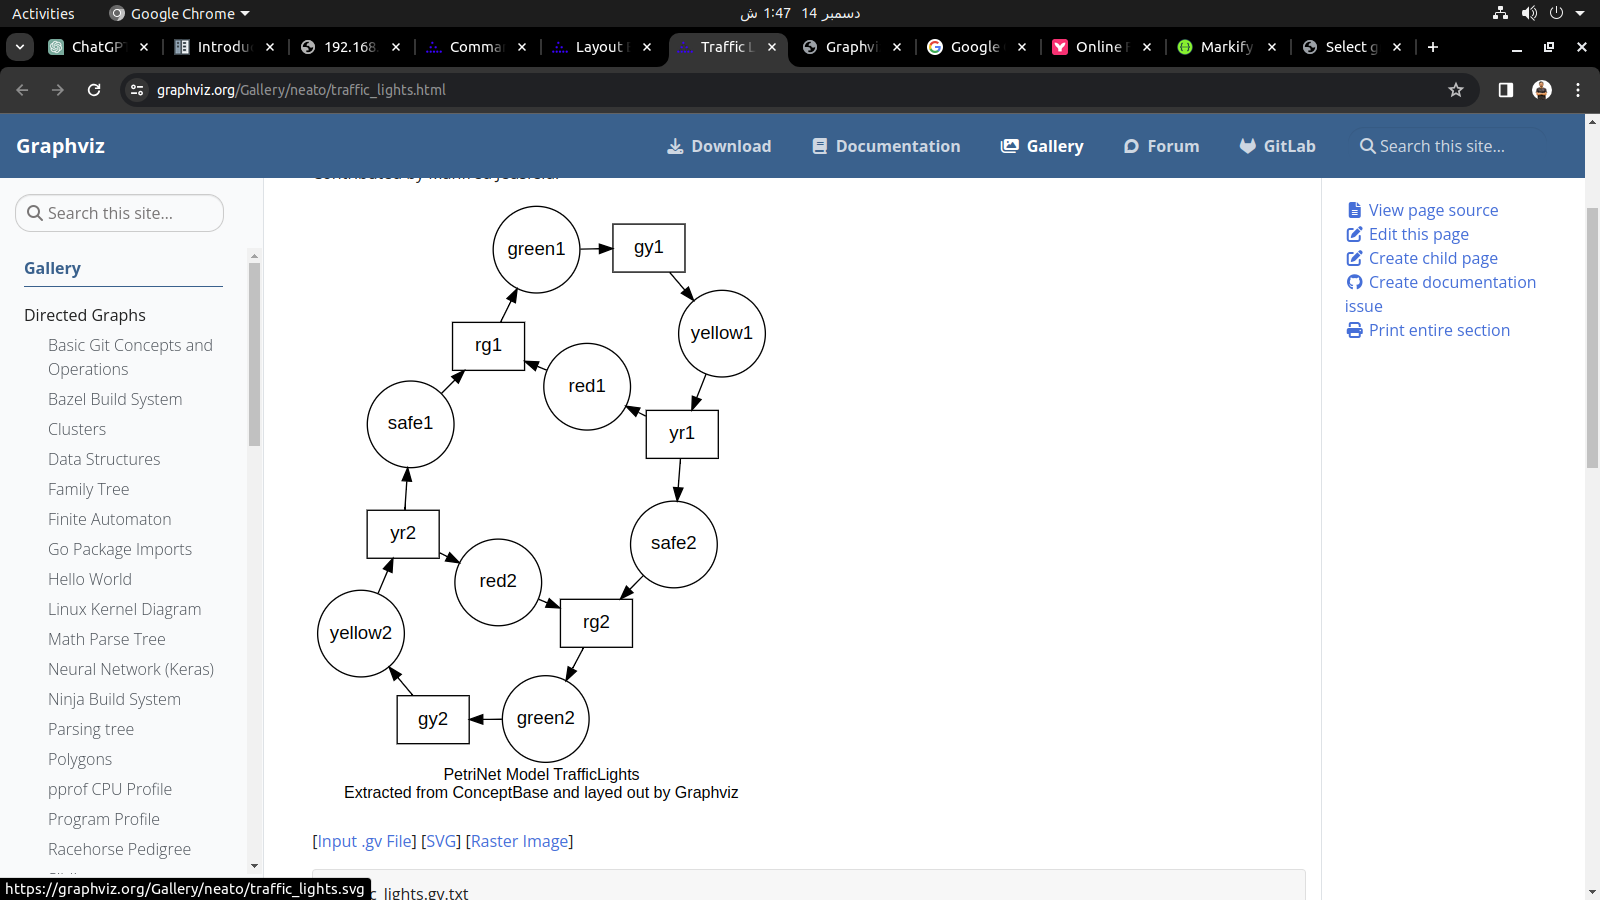 Activities
Google Chrome
1:47 ش 14 دسمبر
ChatGP
Introdu
192.168.
Comma
Layout
Traffic L
Graphvi
Google
Online
Markify
Select g
graphviz.org/Gallery/neato/traffic_lights.html
Graphviz
Download
Documentation
Gallery
Forum
GitLab
Search this site...
Search this site...
Gallery
Directed Graphs
Basic Git Concepts and
Operations
Bazel Build System
Clusters
Data Structures
Family Tree
Finite Automaton
Go Package Imports
Hello World
Linux Kernel Diagram
Math Parse Tree
Neural Network (Keras)
Ninja Build System
Parsing tree
Polygons
pprof CPU Profile
Program Profile
Racehorse Pedigree
green1
gy1
yellow1
rg1
red1
safe1
yr1
yr2
safe2
red2
rg2
yellow2
gy2
green2
PetriNet Model TrafficLights
Extracted from ConceptBase and layed out by Graphviz
[Input .gv File] [SVG] [Raster Image]
c_lights.gv.txt
View page source
Edit this page
Create child page
Create documentation
issue
Print entire section
https://graphviz.org/Gallery/neato/traffic_lights.svg